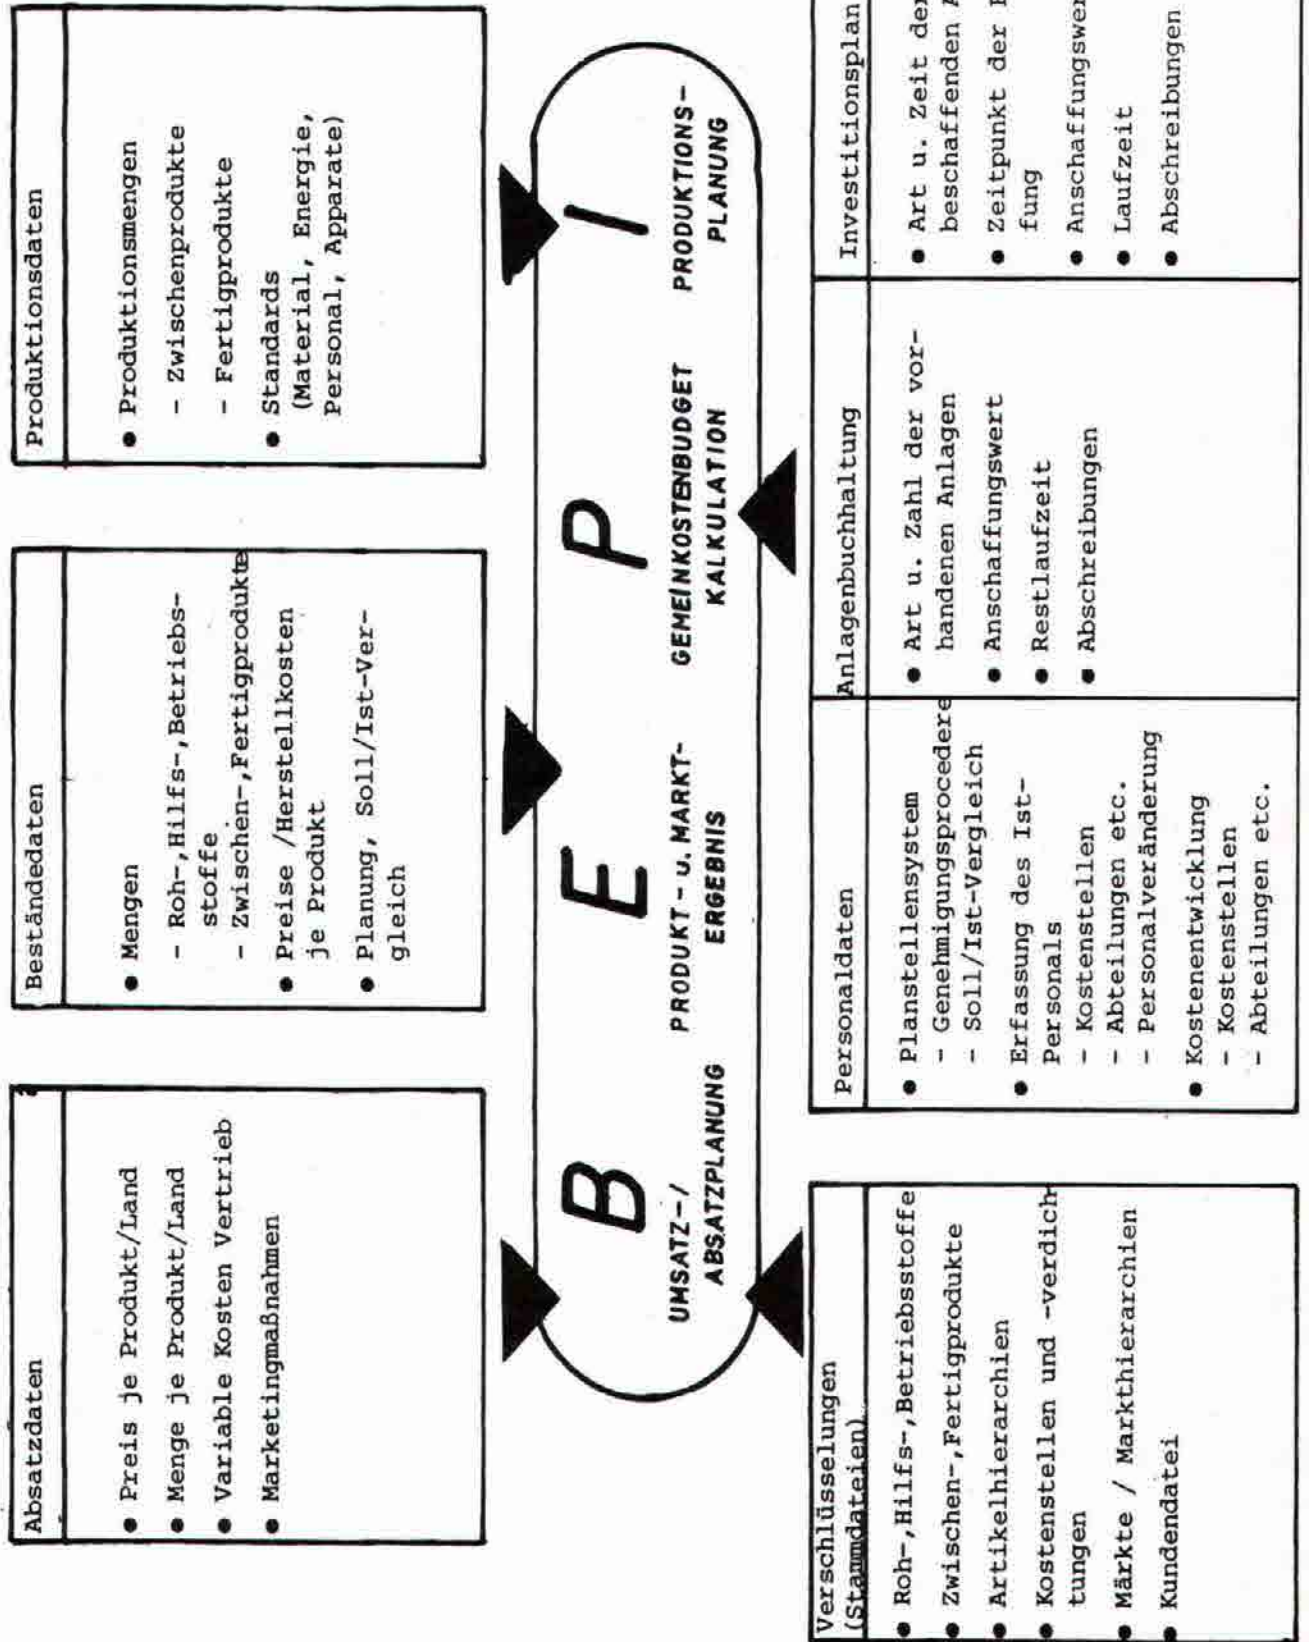 Absatzdaten
● Preis je Produkt/Land
● Menge je Produkt/Land
● Variable Kosten Vertrieb
● Marketingmaßnahmen
Beständedaten
● Mengen
- Roh-,Hilfs-,Betriebs-
stoffe
- Zwischen-,Fertigprodukte
● Preise /Herstellkosten
je Produkt
● Planung, Soll/Ist-Ver-
gleich
Produktionsdaten
● Produktionsmengen
- Zwischenprodukte
- Fertigprodukte
● Standards
(Material, Energie,
Personal, Apparate)
B E P I
UMSATZ-/
ABSATZPLANUNG
PRODUKT- u. MARKT-
ERGEBNIS
GEMEINKOSTENBUDGET
KALKULATION
PRODUKTIONS-
PLANUNG
Verschlüsselungen
(Stammdateien)
● Roh-,Hilfs-,Betriebsstoffe
● Zwischen-,Fertigprodukte
● Artikelhierarchien
● Kostenstellen und -verdich-
tungen
● Märkte / Markthierarchien
● Kundendatei
Personaldaten
● Planstellensystem
- Genehmigungsprocedere
- Soll/Ist-Vergleich
● Erfassung des Ist-
Personals
- Kostenstellen
- Abteilungen etc.
- Personalveränderung
● Kostenentwicklung
- Kostenstellen
- Abteilungen etc.
Anlagenbuchhaltung
● Art u. Zahl der vor-
handenen Anlagen
● Anschaffungswert
● Restlaufzeit
● Abschreibungen
Investitionsplan
● Art u. Zeit der
beschaffenden
● Zeitpunkt der
fung
● Anschaffungswer
● Laufzeit
● Abschreibungen